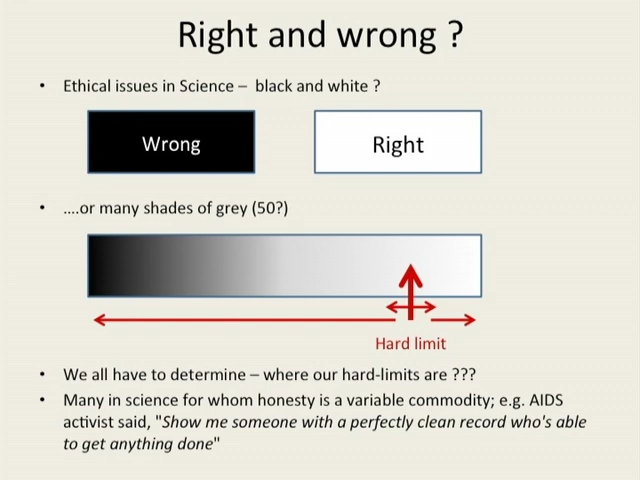 Right and wrong ?
• Ethical issues in Science – black and white ?
Wrong
Right
• ....or many shades of grey (50?)
Hard limit
• We all have to determine – where our hard-limits are ???
• Many in science for whom honesty is a variable commodity; e.g. AIDS
activist said, "Show me someone with a perfectly clean record who's able
to get anything done"